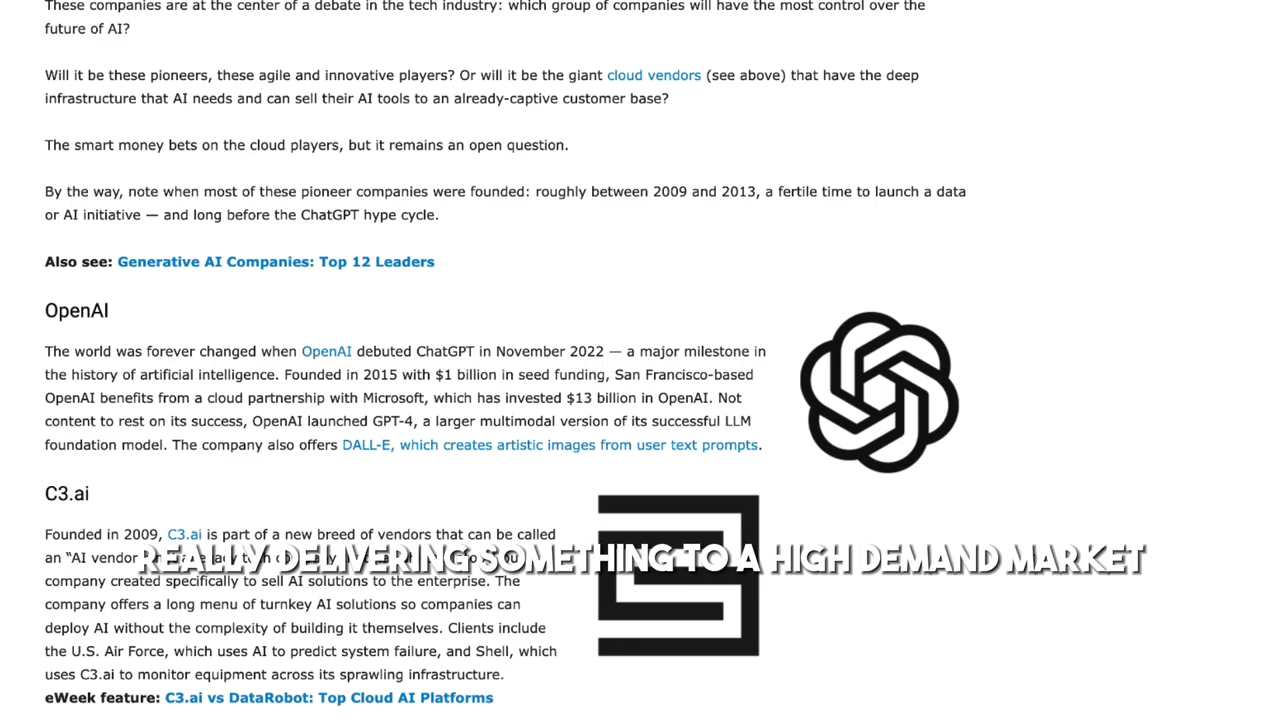 These companies are at the center of a debate in the tech industry: which group of companies will have the most control over the
future of AI?
Will it be these pioneers, these agile and innovative players? Or will it be the giant cloud vendors (see above) that have the deep
infrastructure that AI needs and can sell their AI tools to an already-captive customer base?
The smart money bets on the cloud players, but it remains an open question.
By the way, note when most of these pioneer companies were founded: roughly between 2009 and 2013, a fertile time to launch a data
or AI initiative — and long before the ChatGPT hype cycle.
Also see: Generative AI Companies: Top 12 Leaders
OpenAI
The world was forever changed when OpenAI debuted ChatGPT in November 2022 — a major milestone in
the history of artificial intelligence. Founded in 2015 with $1 billion in seed funding, San Francisco-based
OpenAI benefits from a cloud partnership with Microsoft, which has invested $13 billion in OpenAI. Not
content to rest on its success, OpenAI launched GPT-4, a larger multimodal version of its successful LLM
foundation model. The company also offers DALL-E, which creates artistic images from user text prompts.
C3.ai
Founded in 2009, C3.ai is part of a new breed of vendors that can be called
an “AI vendor
REALLY DELIVERING SOMETHING TO A HIGH DEMAND MARKET
company created specifically to sell AI solutions to the enterprise. The
company offers a long menu of turnkey AI solutions so companies can
deploy AI without the complexity of building it themselves. Clients include
the U.S. Air Force, which uses AI to predict system failure, and Shell, which
uses C3.ai to monitor equipment across its sprawling infrastructure.
eWeek feature: C3.ai vs DataRobot: Top Cloud AI Platforms